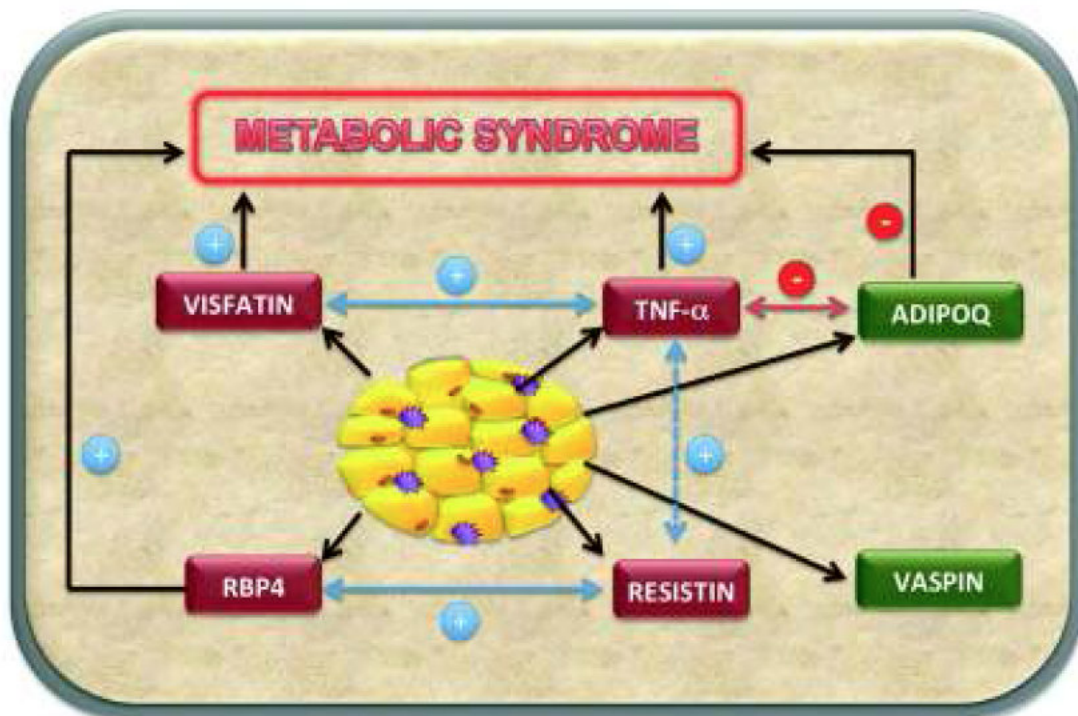 METABOLIC SYNDROME
-
+
+
+
-
VISFATIN
TNF-α
ADIPOQ
+
+
RBP4
RESISTIN
VASPIN
+